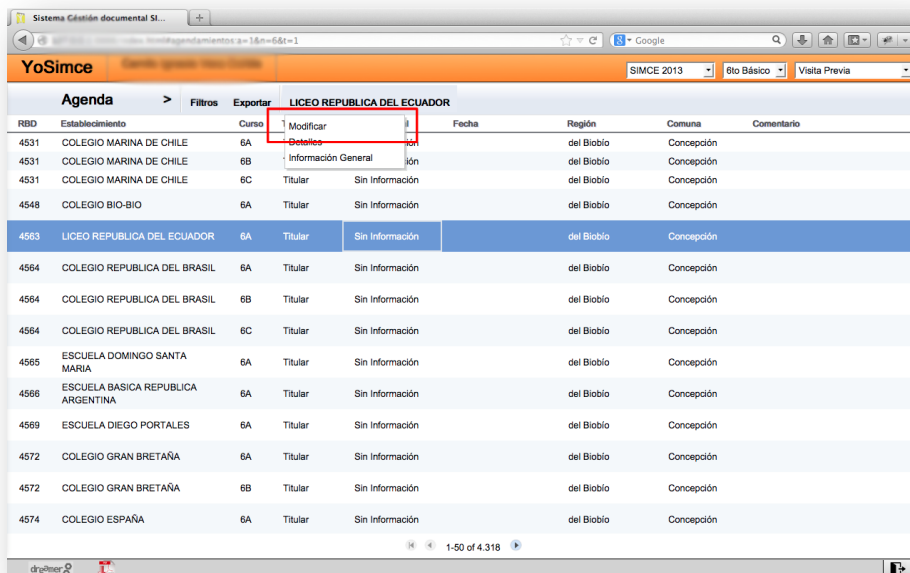 Sistema Géstión documental SI...
index.html#agendamientos:a=1&n=6&t=1
Google
YoSimce
SIMCE 2013
6to Básico
Visita Previa
Agenda > Filtros Exportar LICEO REPUBLICA DEL ECUADOR
RBD Establecimiento Curso Fecha Región Comuna Comentario
Modificar
Detalles
Información General
4531 COLEGIO MARINA DE CHILE 6A del Biobío Concepción
4531 COLEGIO MARINA DE CHILE 6B del Biobío Concepción
4531 COLEGIO MARINA DE CHILE 6C Titular Sin Información del Biobío Concepción
4548 COLEGIO BIO-BIO 6A Titular Sin Información del Biobío Concepción
4563 LICEO REPUBLICA DEL ECUADOR 6A Titular Sin Información del Biobío Concepción
4564 COLEGIO REPUBLICA DEL BRASIL 6A Titular Sin Información del Biobío Concepción
4564 COLEGIO REPUBLICA DEL BRASIL 6B Titular Sin Información del Biobío Concepción
4564 COLEGIO REPUBLICA DEL BRASIL 6C Titular Sin Información del Biobío Concepción
4565 ESCUELA DOMINGO SANTA MARIA 6A Titular Sin Información del Biobío Concepción
4566 ESCUELA BASICA REPUBLICA ARGENTINA 6A Titular Sin Información del Biobío Concepción
4569 ESCUELA DIEGO PORTALES 6A Titular Sin Información del Biobío Concepción
4572 COLEGIO GRAN BRETAÑA 6A Titular Sin Información del Biobío Concepción
4572 COLEGIO GRAN BRETAÑA 6B Titular Sin Información del Biobío Concepción
4574 COLEGIO ESPAÑA 6A Titular Sin Información del Biobío Concepción
1-50 of 4.318
dreamer